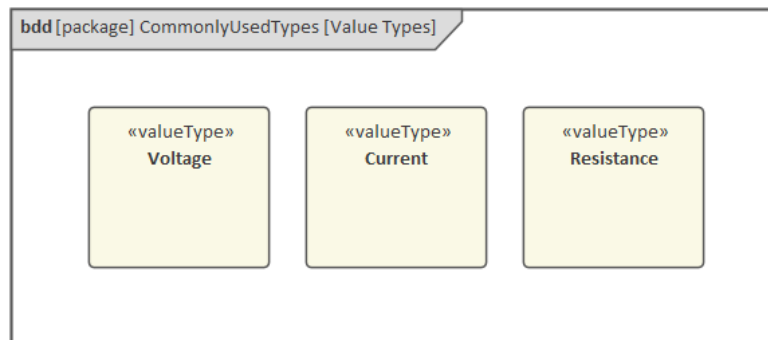 bdd [package] CommonlyUsedTypes [Value Types]
«valueType» «valueType» «valueType»
Voltage Current Resistance